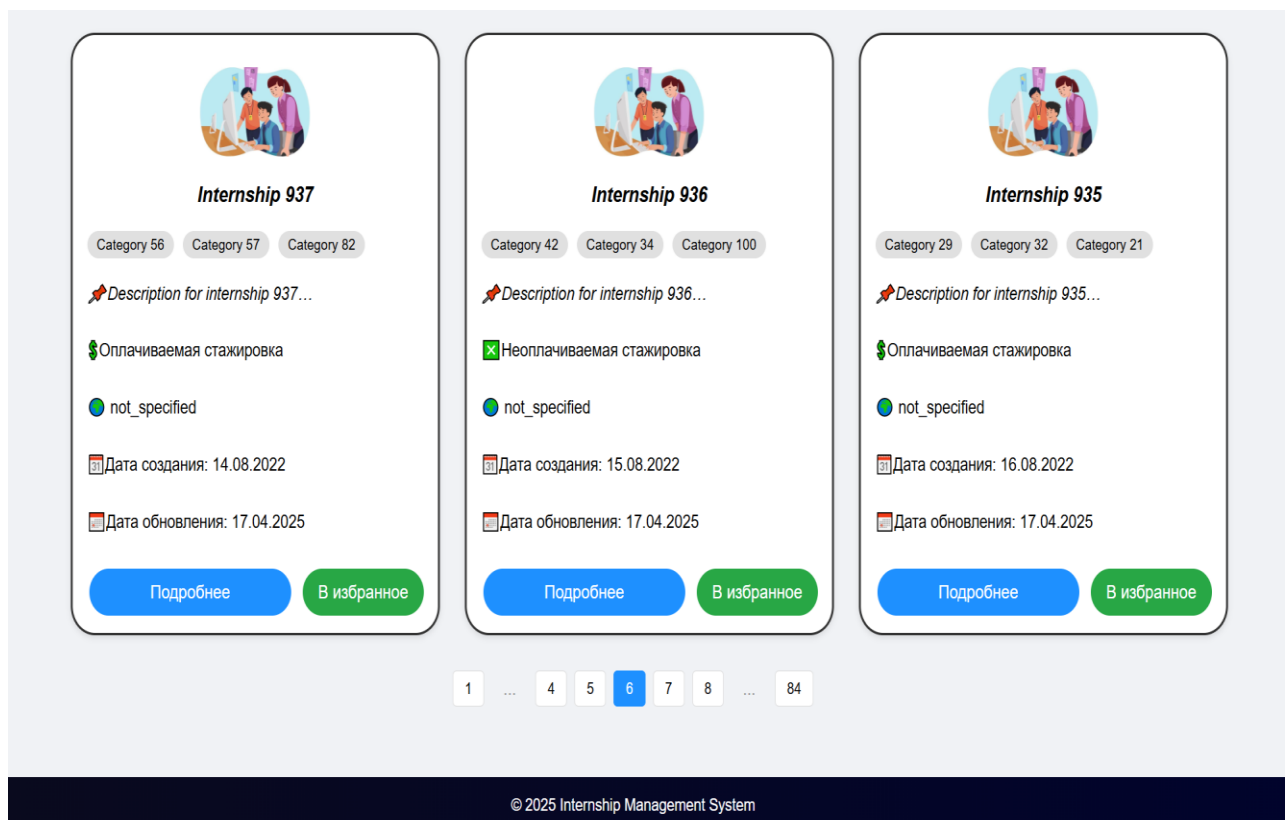 Internship 937
Category 56 Category 57 Category 82
Description for internship 937…
Оплачиваемая стажировка
not_specified
Дата создания: 14.08.2022
Дата обновления: 17.04.2025
Подробнее В избранное
Internship 936
Category 42 Category 34 Category 100
Description for internship 936…
Неоплачиваемая стажировка
not_specified
Дата создания: 15.08.2022
Дата обновления: 17.04.2025
Подробнее В избранное
Internship 935
Category 29 Category 32 Category 21
Description for internship 935…
Оплачиваемая стажировка
not_specified
Дата создания: 16.08.2022
Дата обновления: 17.04.2025
Подробнее В избранное
1 ... 4 5 6 7 8 ... 84
© 2025 Internship Management System